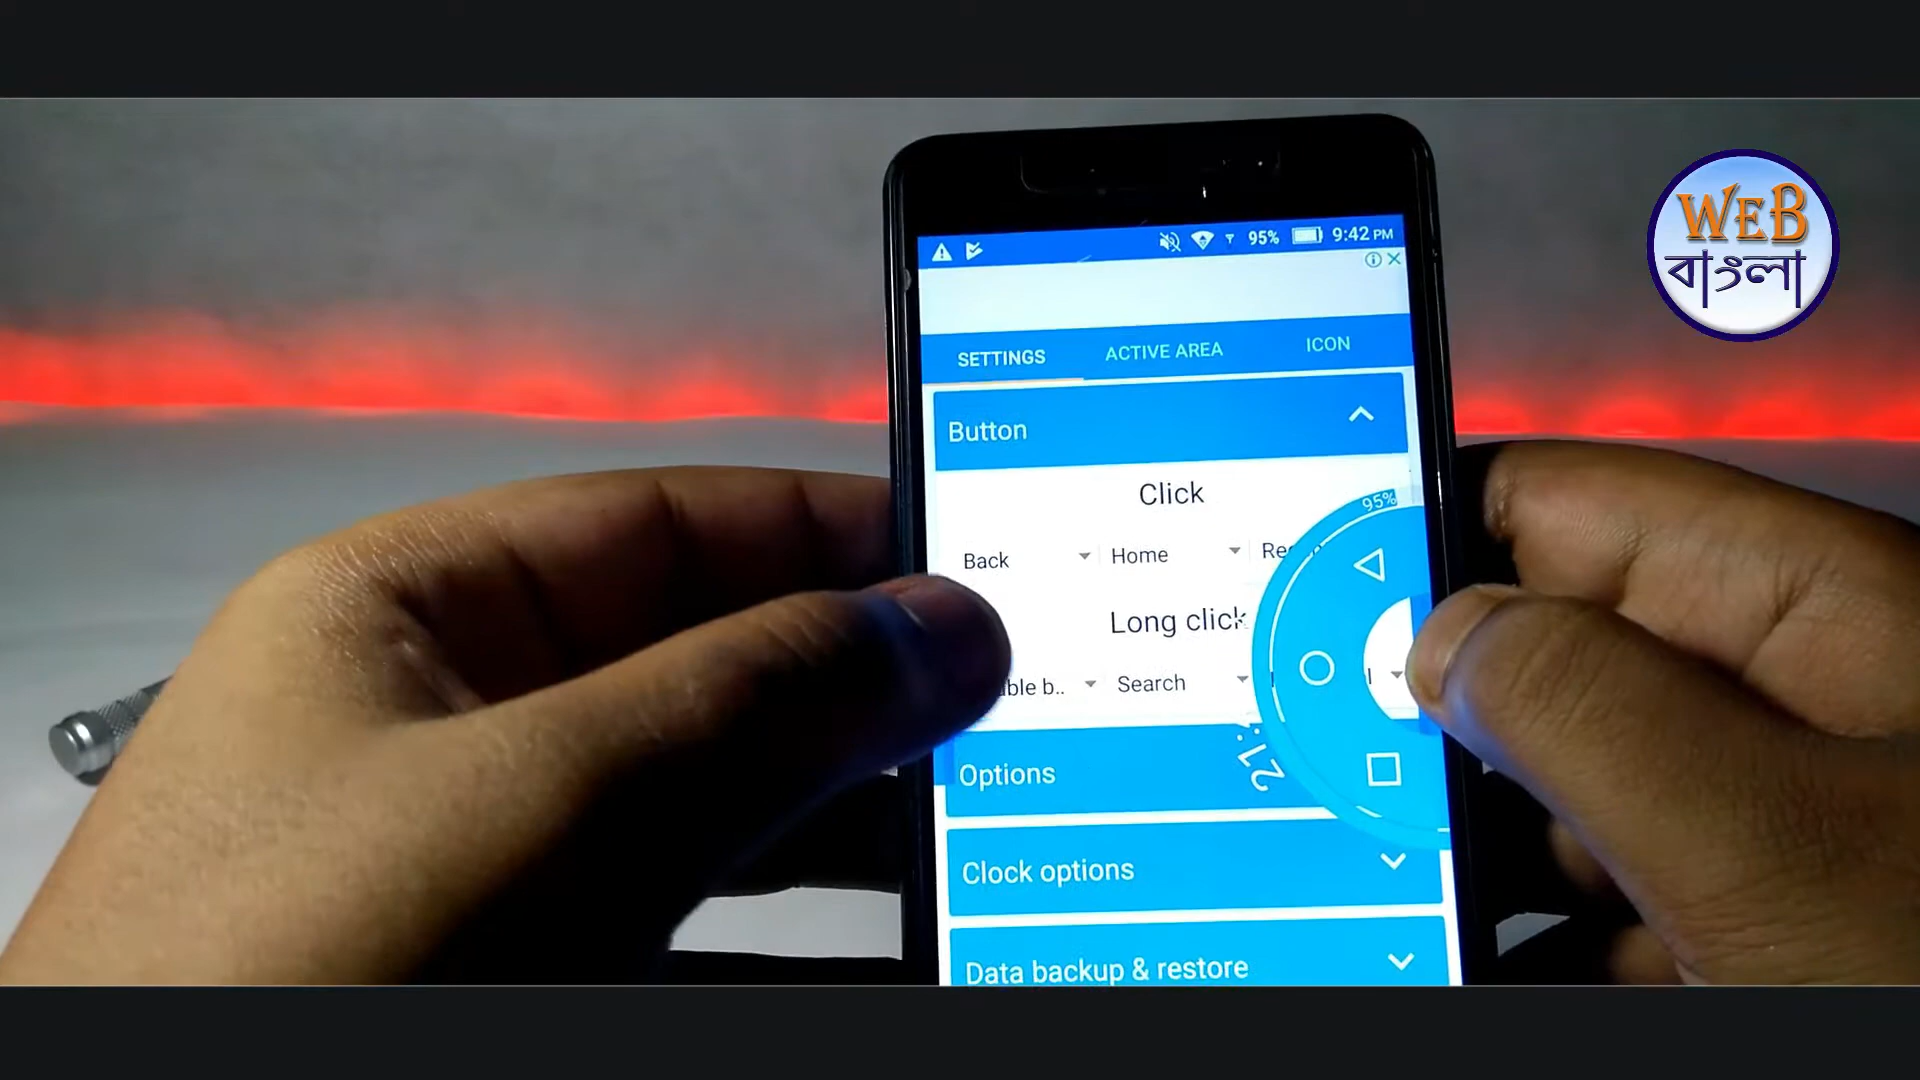 WEB
বাংলা
95% 9:42 PM
SETTINGS ACTIVE AREA ICON
Button
Click
95%
Back Home
Long click
Search
Options
Clock options
Data backup & restore